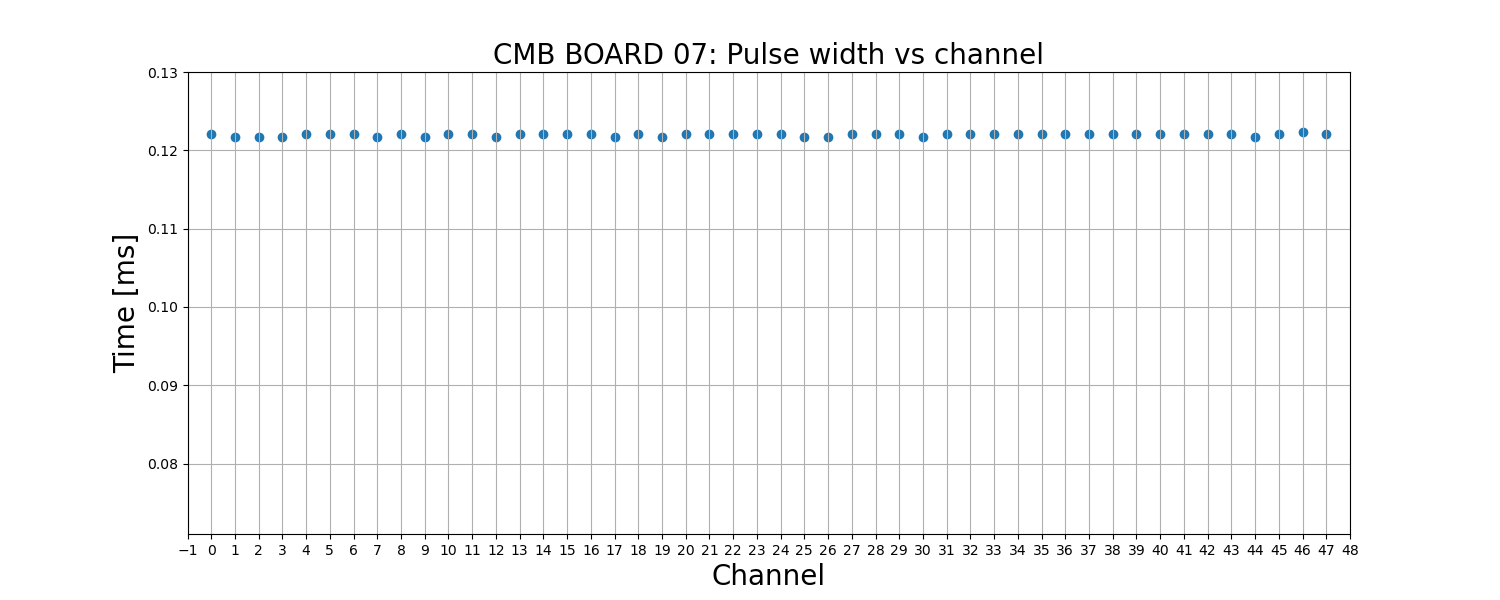 CMB BOARD 07: Pulse width vs channel
0.13
0.12
0.11
0.10
0.09
0.08
Time [ms]
−1 0 1 2 3 4 5 6 7 8 9 10 11 12 13 14 15 16 17 18 19 20 21 22 23 24 25 26 27 28 29 30 31 32 33 34 35 36 37 38 39 40 41 42 43 44 45 46 47 48
Channel